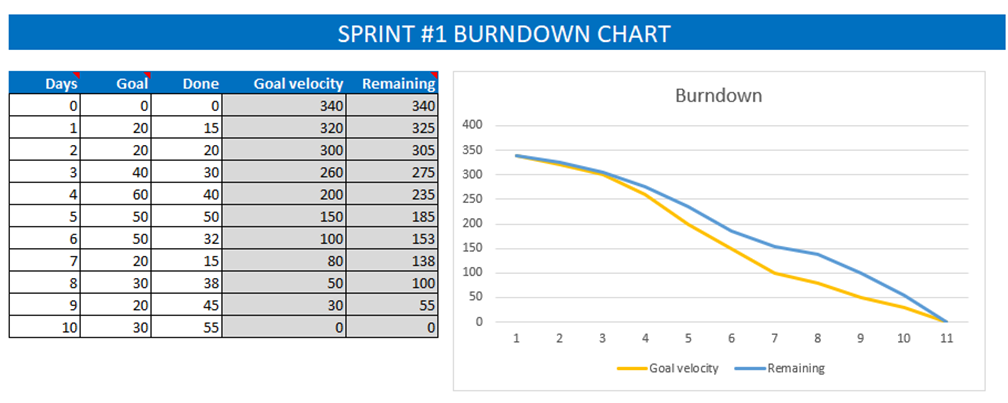 SPRINT #1 BURNDOWN CHART
Days Goal Done Goal velocity Remaining
0 0 0 340 340
1 20 15 320 325
2 20 20 300 305
3 40 30 260 275
4 60 40 200 235
5 50 50 150 185
6 50 32 100 153
7 20 15 80 138
8 30 38 50 100
9 20 45 30 55
10 30 55 0 0
Burndown
400
350
300
250
200
150
100
50
0
1 2 3 4 5 6 7 8 9 10 11
Goal velocity Remaining